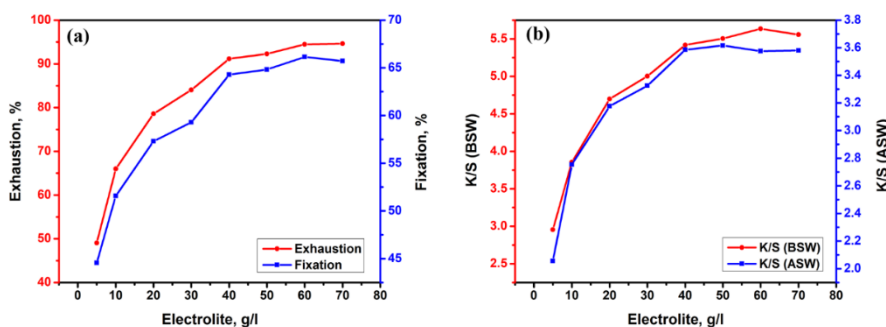 (a)
Exhaustion, %
100
90
80
70
60
50
40
Fixation, %
70
65
60
55
50
45
0 10 20 30 40 50 60 70 80
Electrolite, g/l
Exhaustion
Fixation
(b)
K/S (BSW)
5.5
5.0
4.5
4.0
3.5
3.0
2.5
K/S (ASW)
3.8
3.6
3.4
3.2
3.0
2.8
2.6
2.4
2.2
2.0
0 10 20 30 40 50 60 70 80
Electrolite, g/l
K/S (BSW)
K/S (ASW)